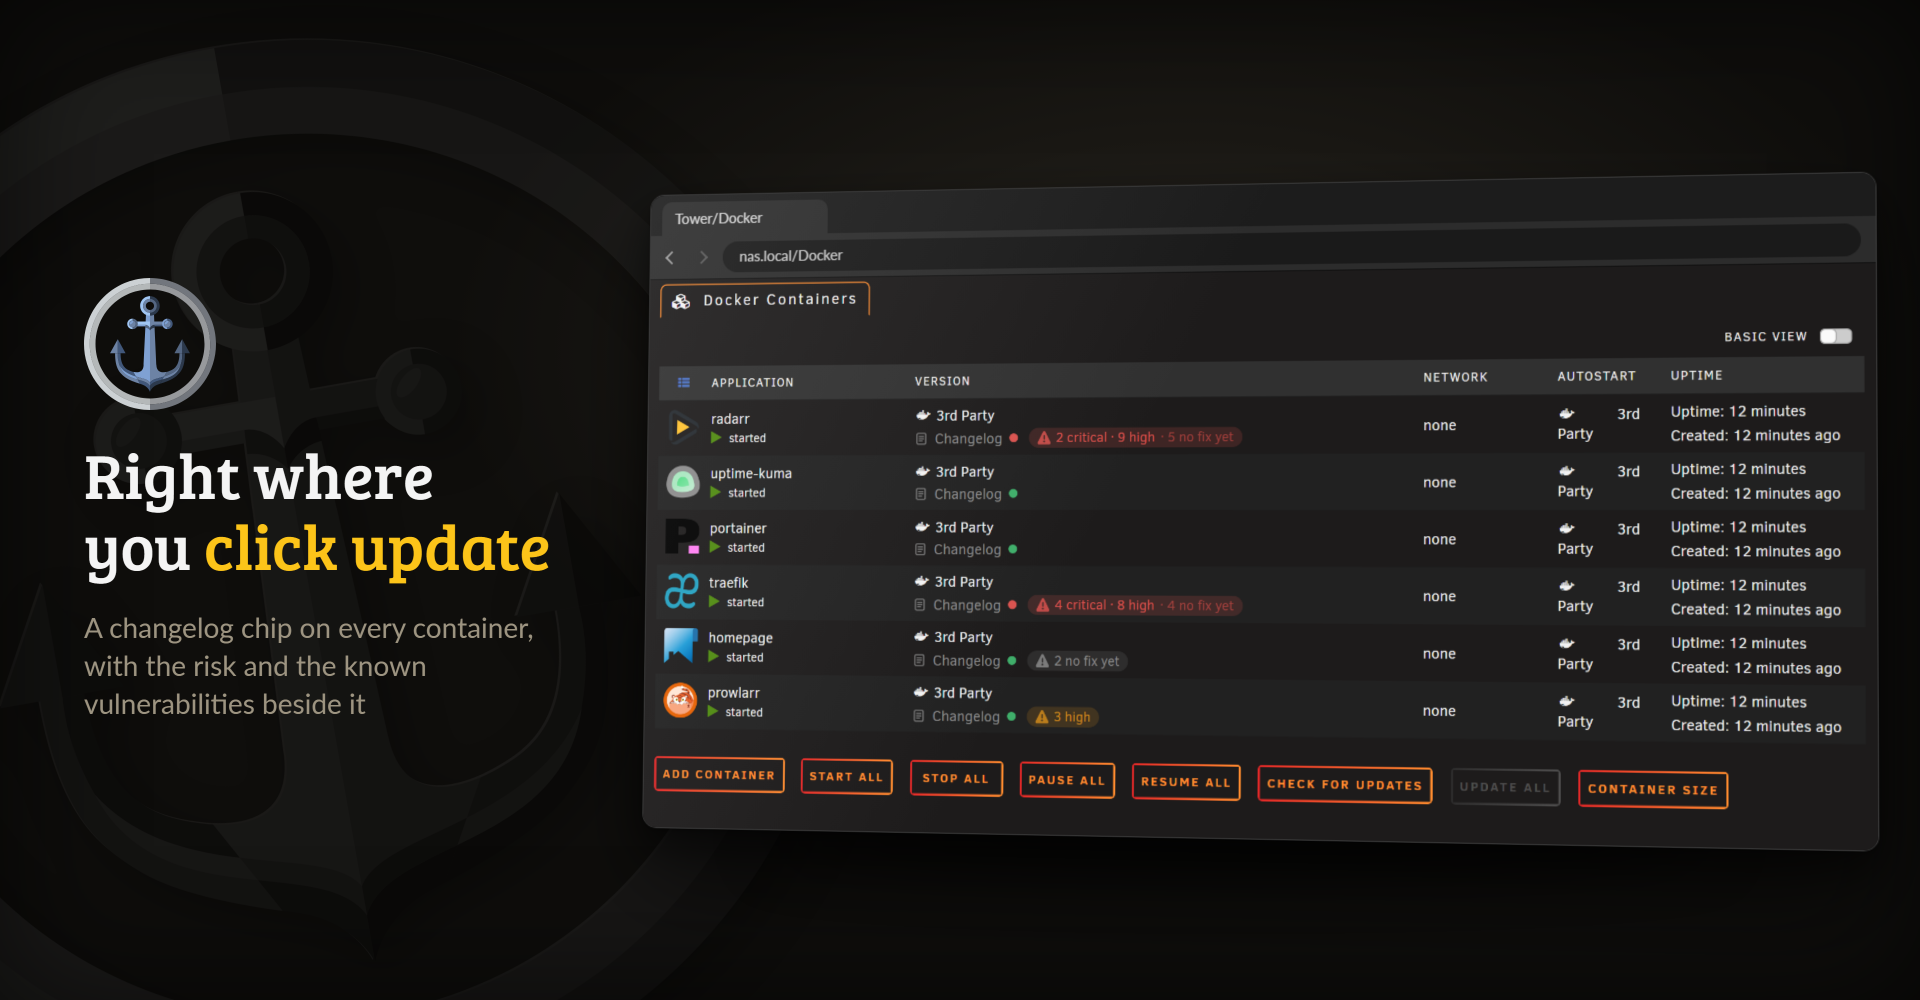 Right where
you click update
A changelog chip on every container,
with the risk and the known
vulnerabilities beside it
Tower/Docker
nas.local/Docker
Docker Containers
BASIC VIEW
APPLICATION VERSION NETWORK AUTOSTART UPTIME
radarr 3rd Party none 3rd Party Uptime: 12 minutes
started Changelog 2 critical · 9 high · 5 no fix yet Created: 12 minutes ago
uptime-kuma 3rd Party none 3rd Party Uptime: 12 minutes
started Changelog Created: 12 minutes ago
portainer 3rd Party none 3rd Party Uptime: 12 minutes
started Changelog Created: 12 minutes ago
traefik 3rd Party none 3rd Party Uptime: 12 minutes
started Changelog 4 critical · 8 high · 4 no fix yet Created: 12 minutes ago
homepage 3rd Party none 3rd Party Uptime: 12 minutes
started Changelog 2 no fix yet Created: 12 minutes ago
prowlarr 3rd Party none 3rd Party Uptime: 12 minutes
started Changelog 3 high Created: 12 minutes ago
ADD CONTAINER START ALL STOP ALL PAUSE ALL RESUME ALL CHECK FOR UPDATES UPDATE ALL CONTAINER SIZE